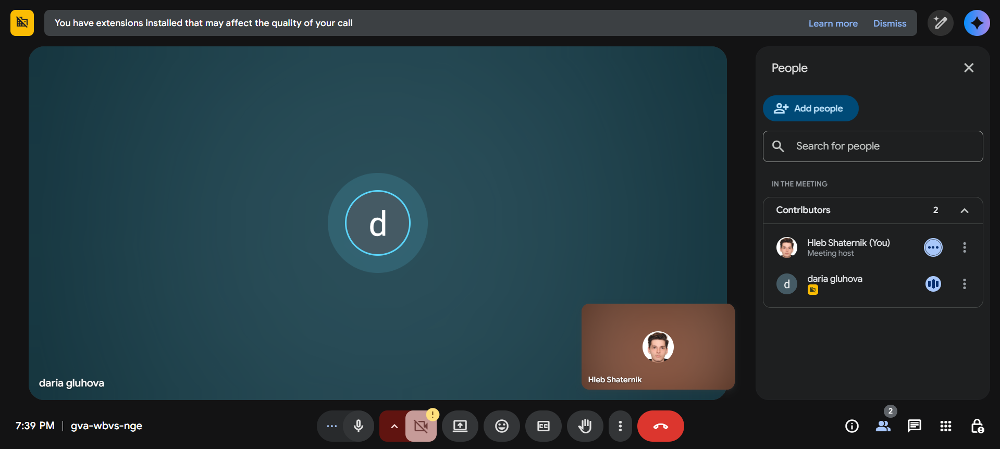 You have extensions installed that may affect the quality of your call
Learn more
Dismiss
People
Add people
Search for people
IN THE MEETING
Contributors
2
Hleb Shaternik (You)
Meeting host
d
daria gluhova
d
daria gluhova
Hleb Shaternik
7:39 PM
gva-wbvs-nge
!
CC
2